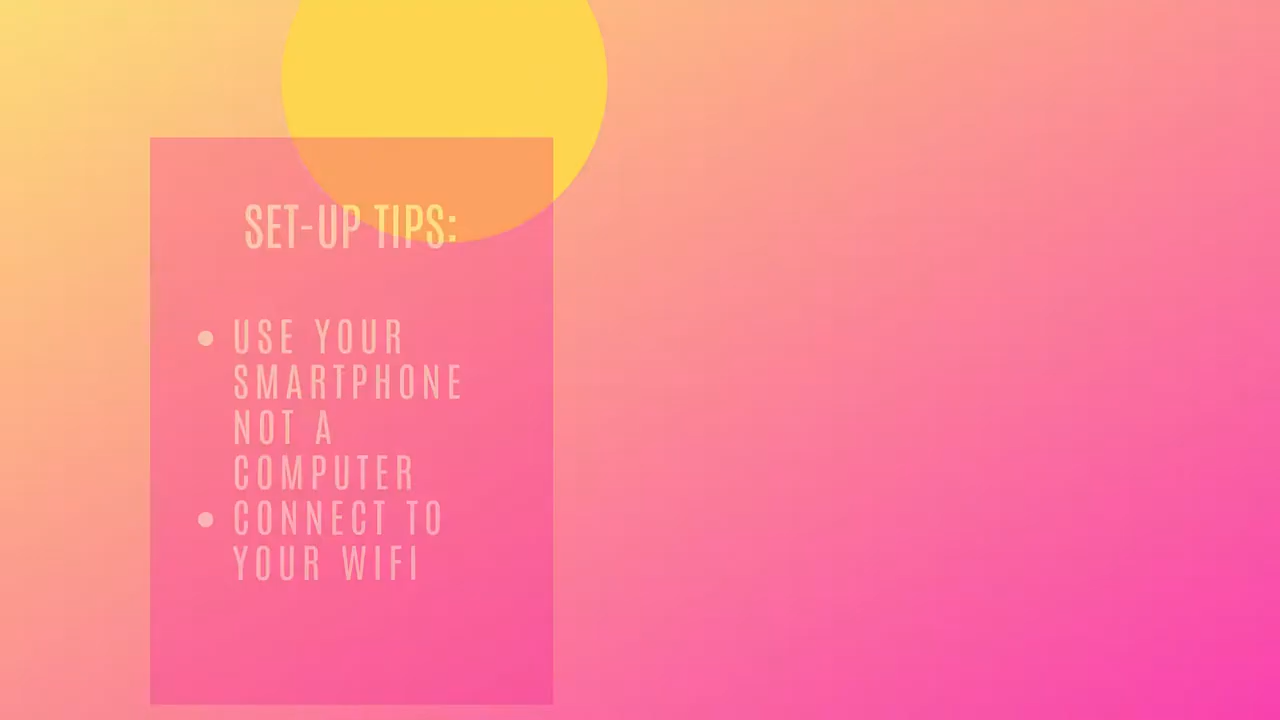 SET-UP TIPS:
• USE YOUR
SMARTPHONE
NOT A
COMPUTER
• CONNECT TO
YOUR WIFI